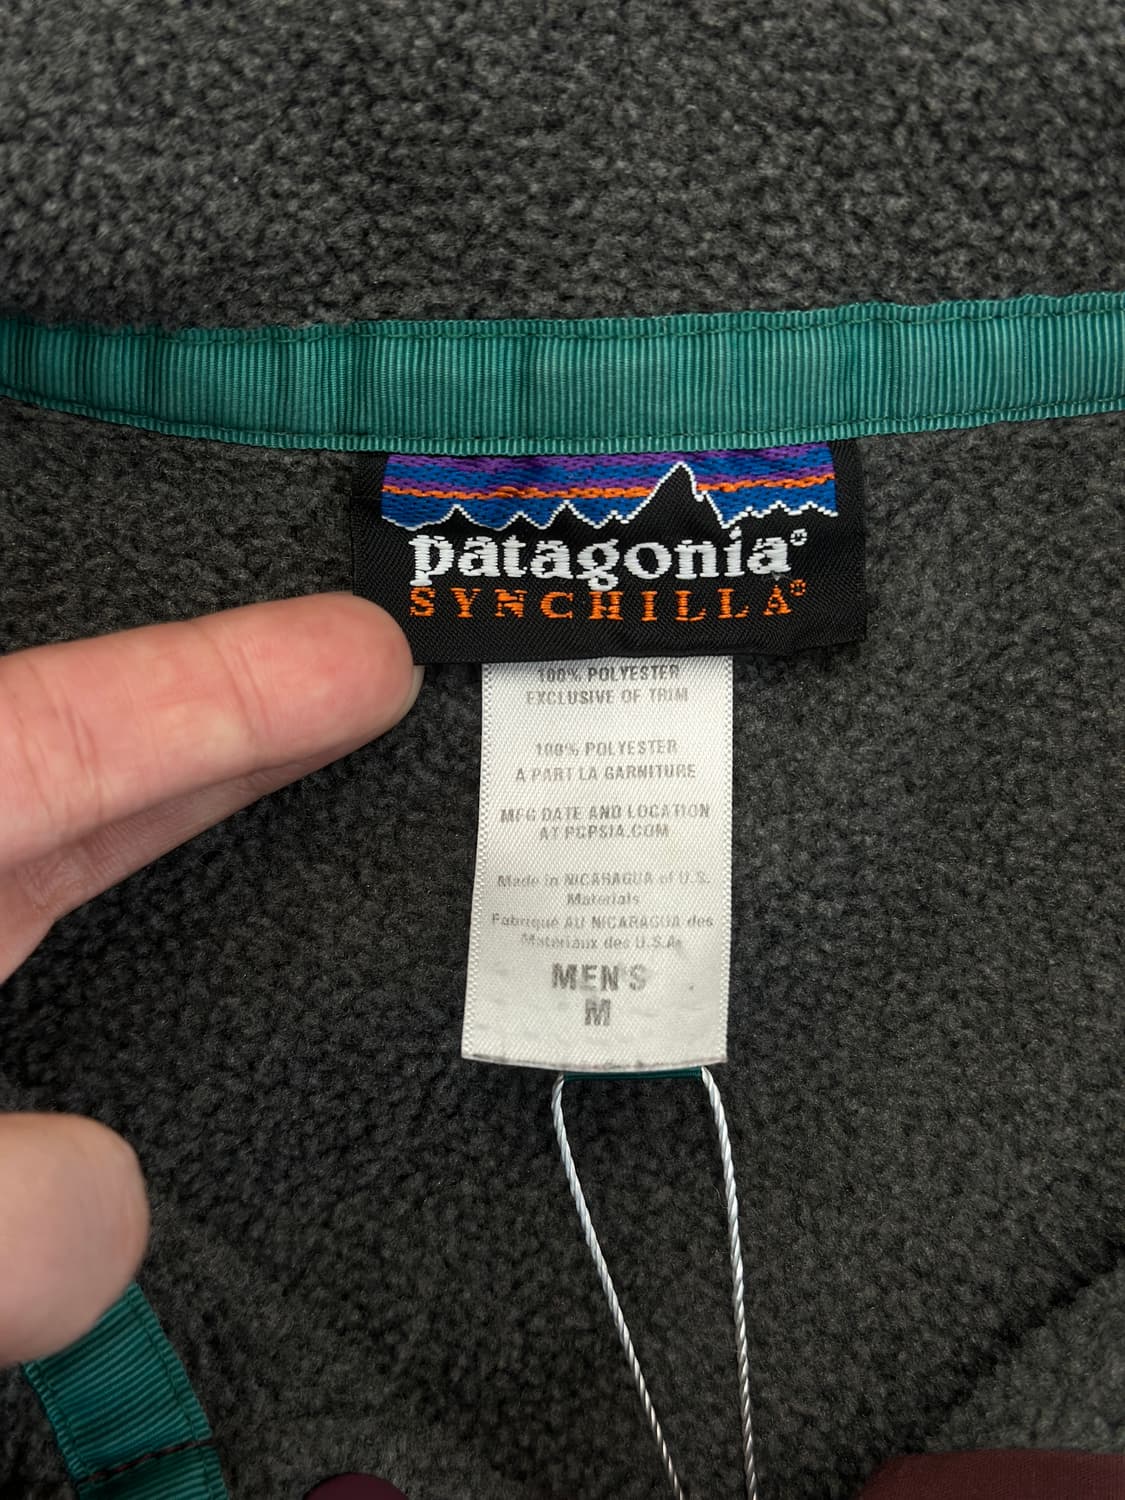 patagonia®
SYNCHILLA®
100% POLYESTER
EXCLUSIVE OF TRIM
100% POLYESTER
A PART LA GARNITURE
MFG DATE AND LOCATION
AT PCPSIA.COM
Made in NICARAGUA of U.S.
Materials
Fabriqué AU NICARAGUA des
Materiaux des U.S.A.
MEN'S
M